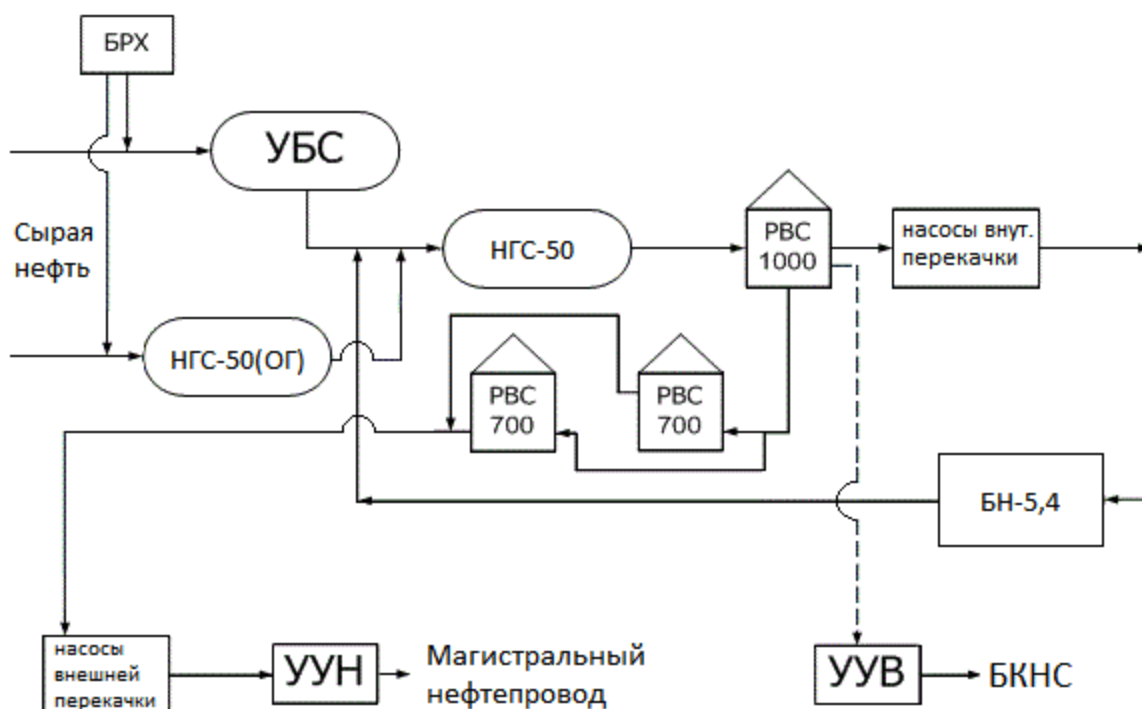 БРХ
УБС
Сырая
нефть
НГС-50
РВС
1000
насосы внут.
перекачки
НГС-50(ОГ)
РВС
700
РВС
700
БН-5,4
насосы
внешней
перекачки
УУН
Магистральный
нефтепровод
УУВ
БКНС